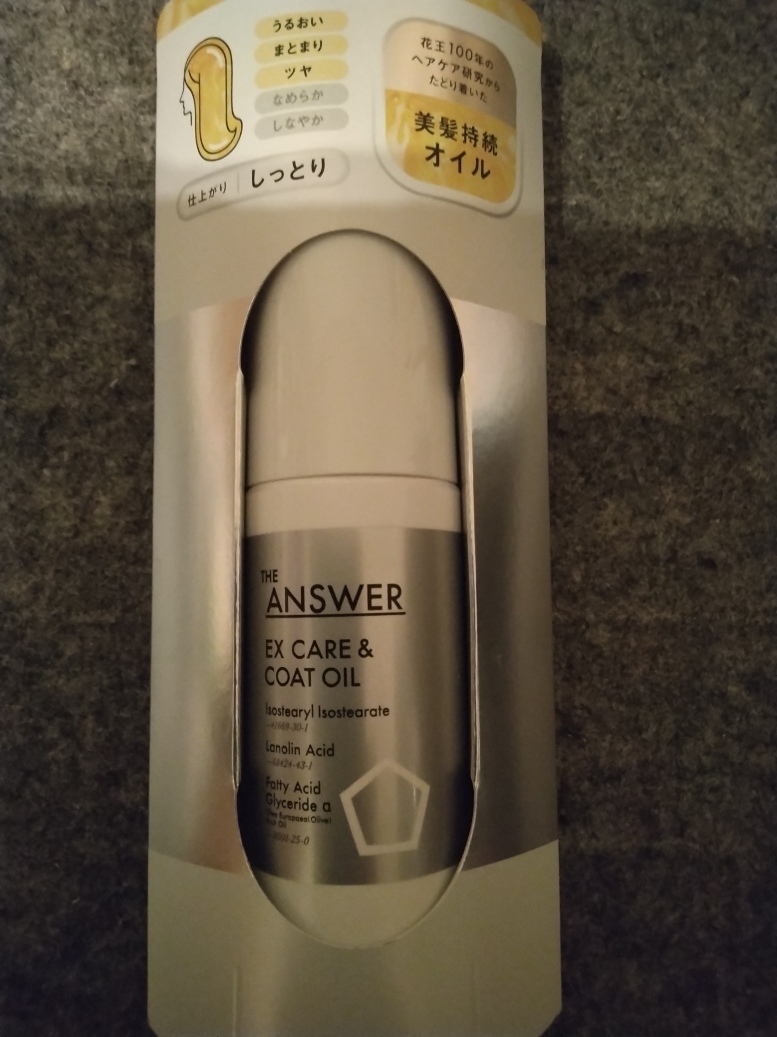 うるおい
まとまり
ツヤ
なめらか
しなやか
仕上がり しっとり
花王100年の
ヘアケア研究から
たどり着いた
美髪持続
オイル
THE
ANSWER
EX CARE &
COAT OIL
Isostearyl Isostearate
Lanolin Acid
Fatty Acid
Glyceride a